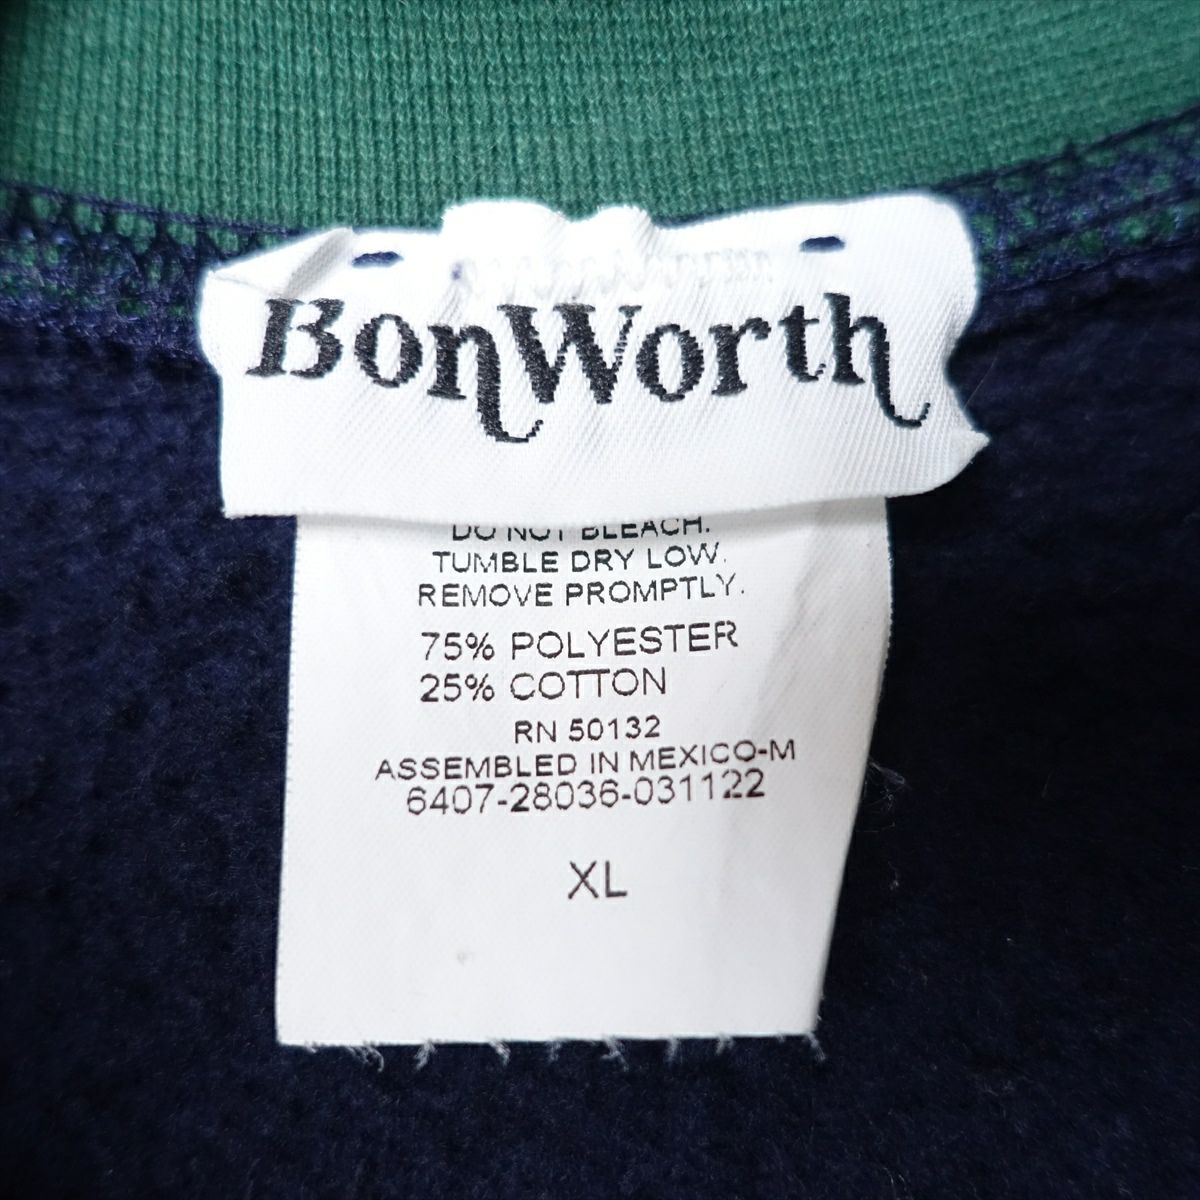 BonWorth
DO NOT BLEACH.
TUMBLE DRY LOW.
REMOVE PROMPTLY.
75% POLYESTER
25% COTTON
RN 50132
ASSEMBLED IN MEXICO-M
6407-28036-031122
XL